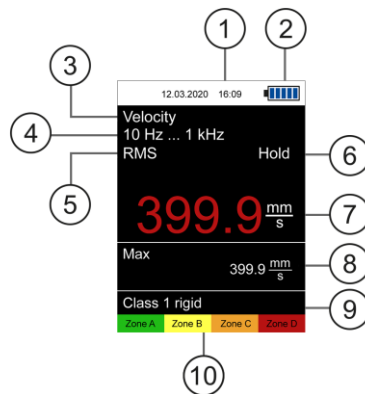 1
2
3
12.03.2020 16:09
Velocity
4
10 Hz ... 1 kHz
RMS
Hold
5
6
399.9 mm/s
7
Max
399.9 mm/s
8
Class 1 rigid
9
Zone A Zone B Zone C Zone D
10